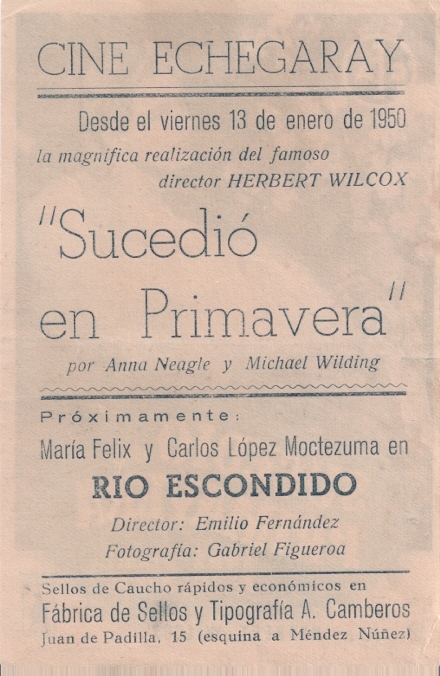 CINE ECHEGARAY
Desde el viernes 13 de enero de 1950
la magnífica realización del famoso
director HERBERT WILCOX
"Sucedió
en Primavera"
por Anna Neagle y Michael Wilding
Próximamente:
María Felix y Carlos López Moctezuma en
RIO ESCONDIDO
Director: Emilio Fernández
Fotografía: Gabriel Figueroa
Sellos de Caucho rápidos y económicos en
Fábrica de Sellos y Tipografía A. Camberos
Juan de Padilla, 15 (esquina a Méndez Núñez)